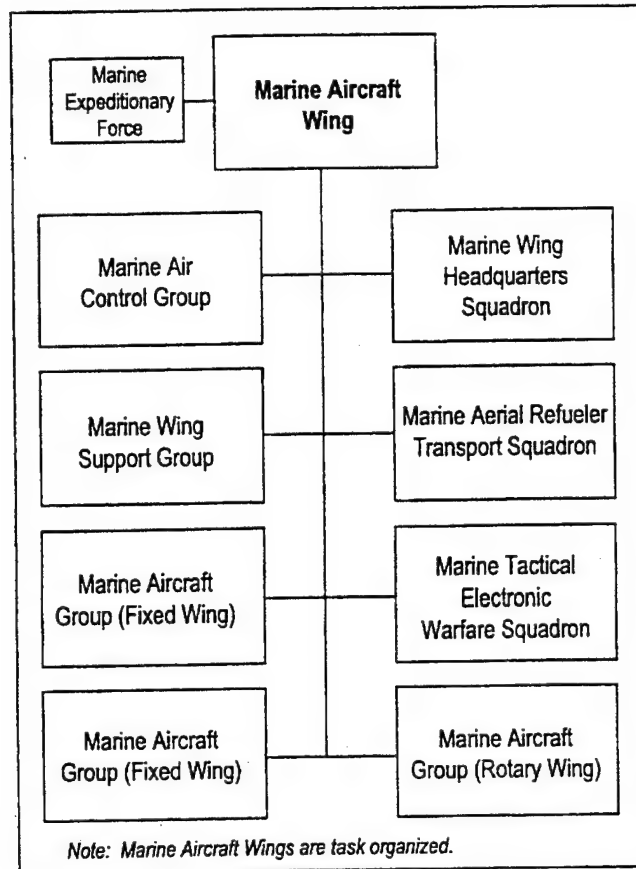 Marine
Expeditionary
Force
Marine Aircraft
Wing
Marine Air
Control Group
Marine Wing
Headquarters
Squadron
Marine Wing
Support Group
Marine Aerial Refueler
Transport Squadron
Marine Aircraft
Group (Fixed Wing)
Marine Tactical
Electronic
Warfare Squadron
Marine Aircraft
Group (Fixed Wing)
Marine Aircraft
Group (Rotary Wing)
Note: Marine Aircraft Wings are task organized.